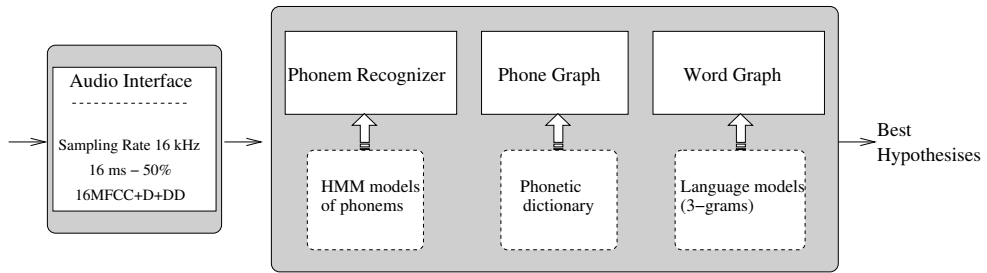 Audio Interface
Sampling Rate 16 kHz
16 ms − 50%
16MFCC+D+DD
Phonem Recognizer
HMM models
of phonems
Phone Graph
Phonetic
dictionary
Word Graph
Language models
(3−grams)
Best
Hypothesises